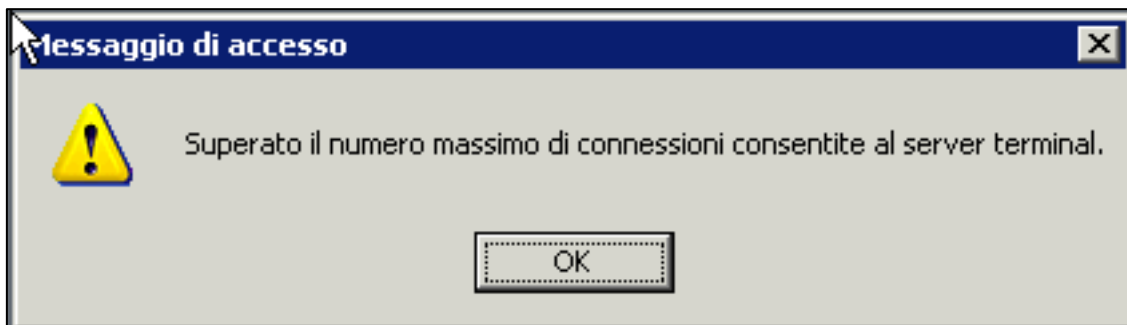 Messaggio di accesso
Superato il numero massimo di connessioni consentite al server terminal.
OK